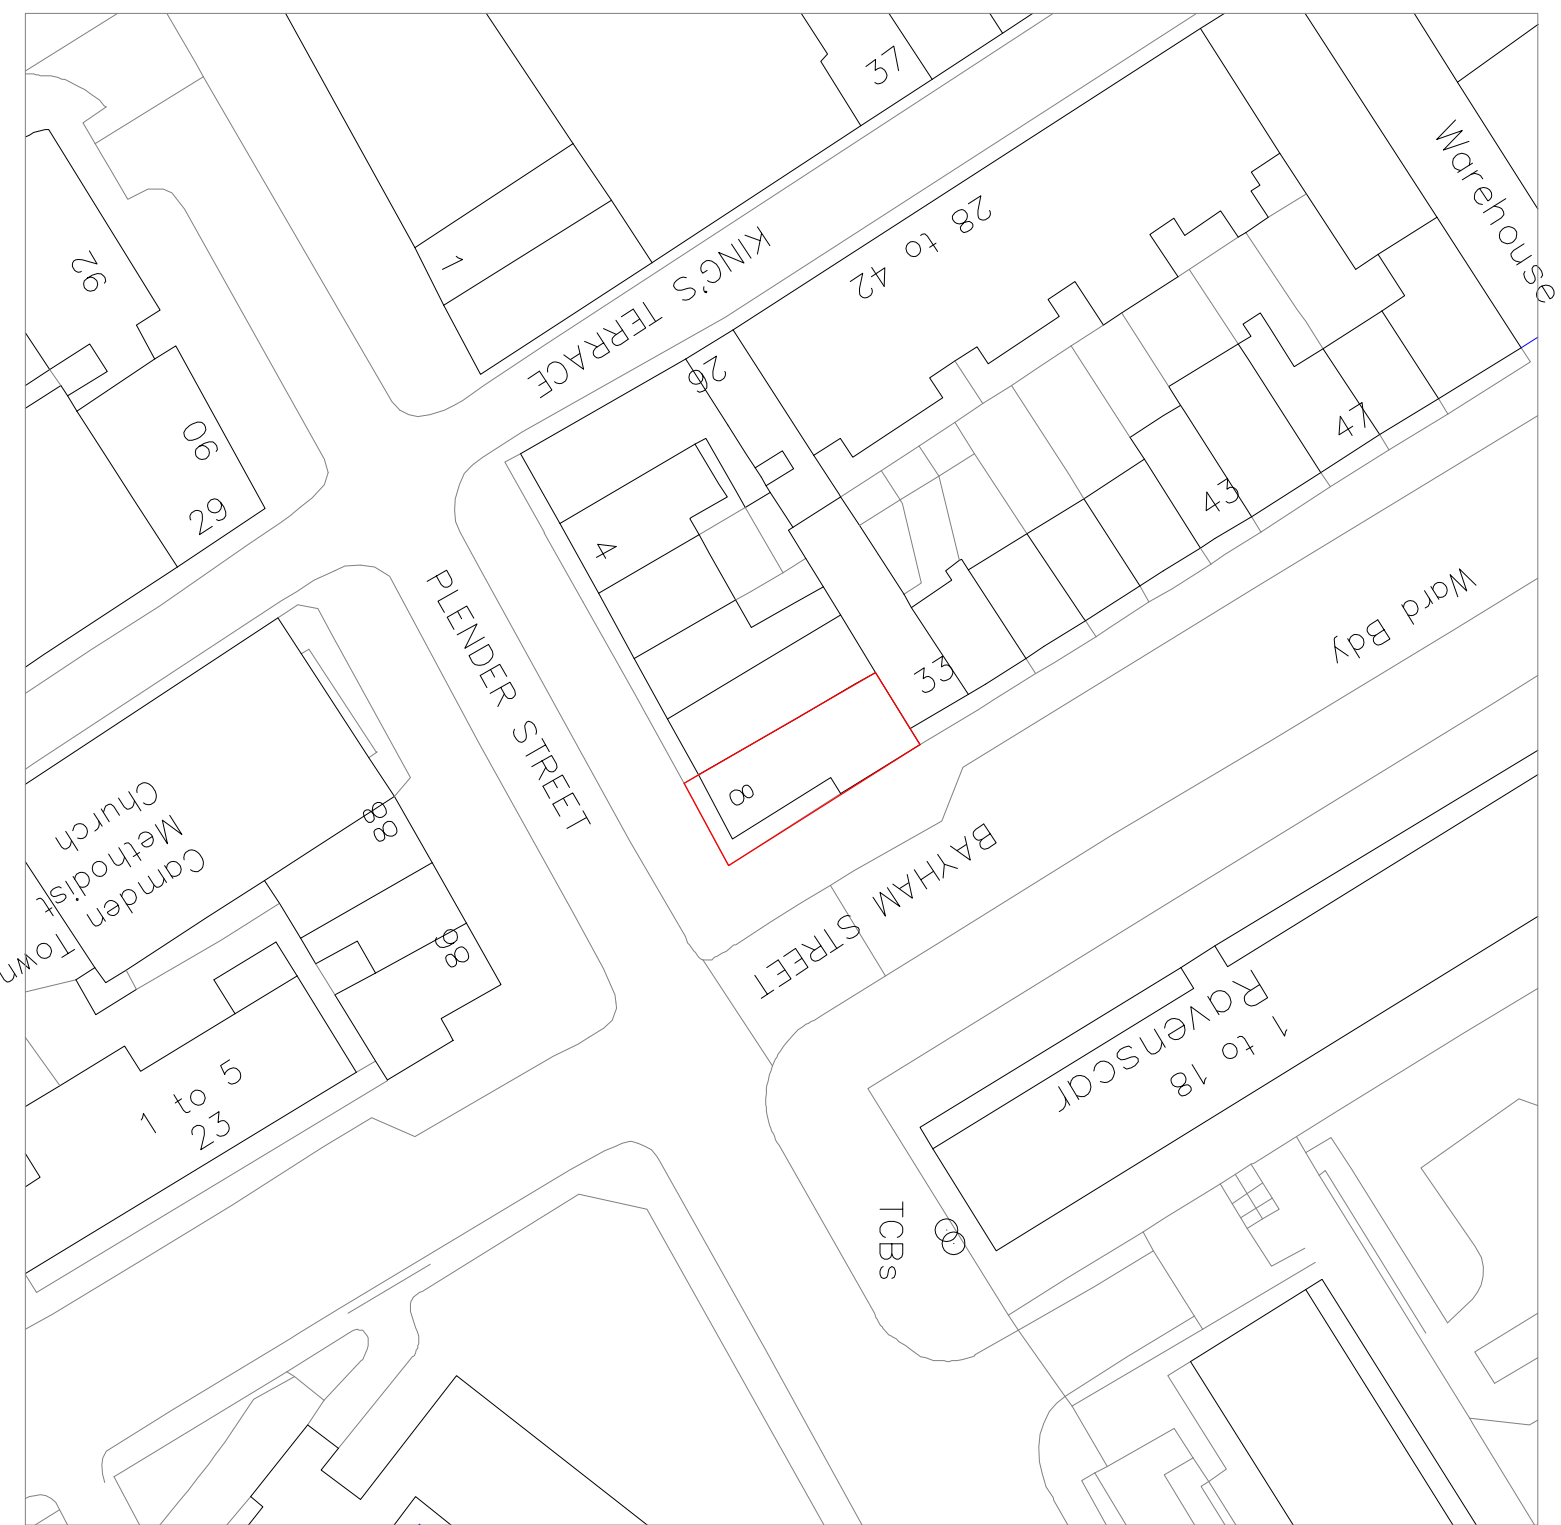 37
Warehouse
28 to 42
KING'S TERRACE
1
92
26
90
29
4
47
43
PLENDER STREET
Ward Bdy
33
8
Camden
Town
Methodist
Church
88
86
BAYHAM
STREET
1 to 5
23
1 to 18
Ravenscar
TCBs